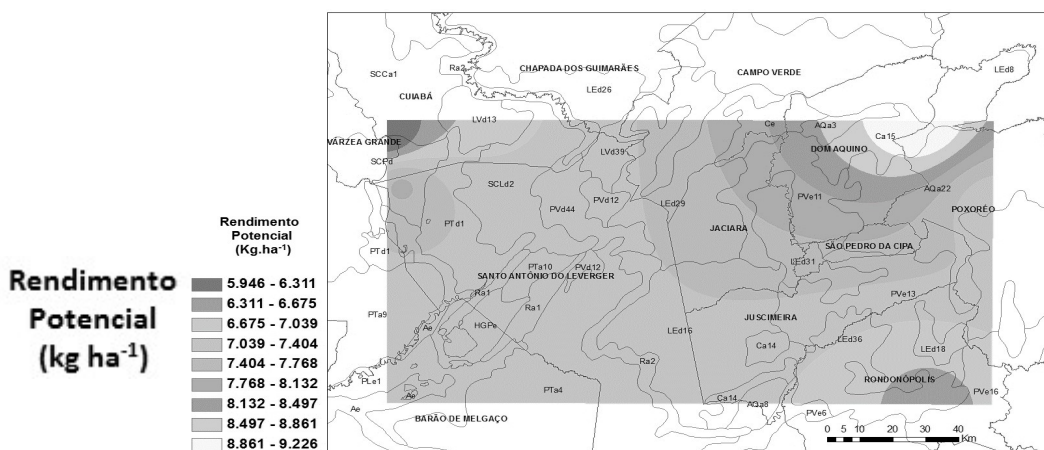 Rendimento
Potencial
(kg ha-1)
Rendimento
Potencial
(Kg.ha-1)
5.946 - 6.311
6.311 - 6.675
6.675 - 7.039
7.039 - 7.404
7.404 - 7.768
7.768 - 8.132
8.132 - 8.497
8.497 - 8.861
8.861 - 9.226
SCCa1
Ra2
CHAPADA DOS GUIMARÃES
CAMPO VERDE
LEd8
CUIABÁ
LEd26
LVd13
Ce
AQa3
Ca15
VÁRZEA GRANDE
DOM AQUINO
LVd39
SCLd2
AQa22
PVd44
PVd12
LEd29
PVe11
POXORÉO
PTd1
JACIARA
PTd1
SÃO PEDRO DA CIPA
LEd31
PTa10
PVd12
SANTO ANTÔNIO DO LEVERGER
Ra1
PVe13
Ra1
PTa9
JUSCIMEIRA
Ae
HGPe
LEd16
LEd36
Ca14
LEd18
Ra2
PLe1
RONDONÓPOLIS
Ae
PTa4
PVe16
Ca14
AQa8
Ae
BARÃO DE MELGAÇO
PVe6
0 5 10 20 30 40
Km